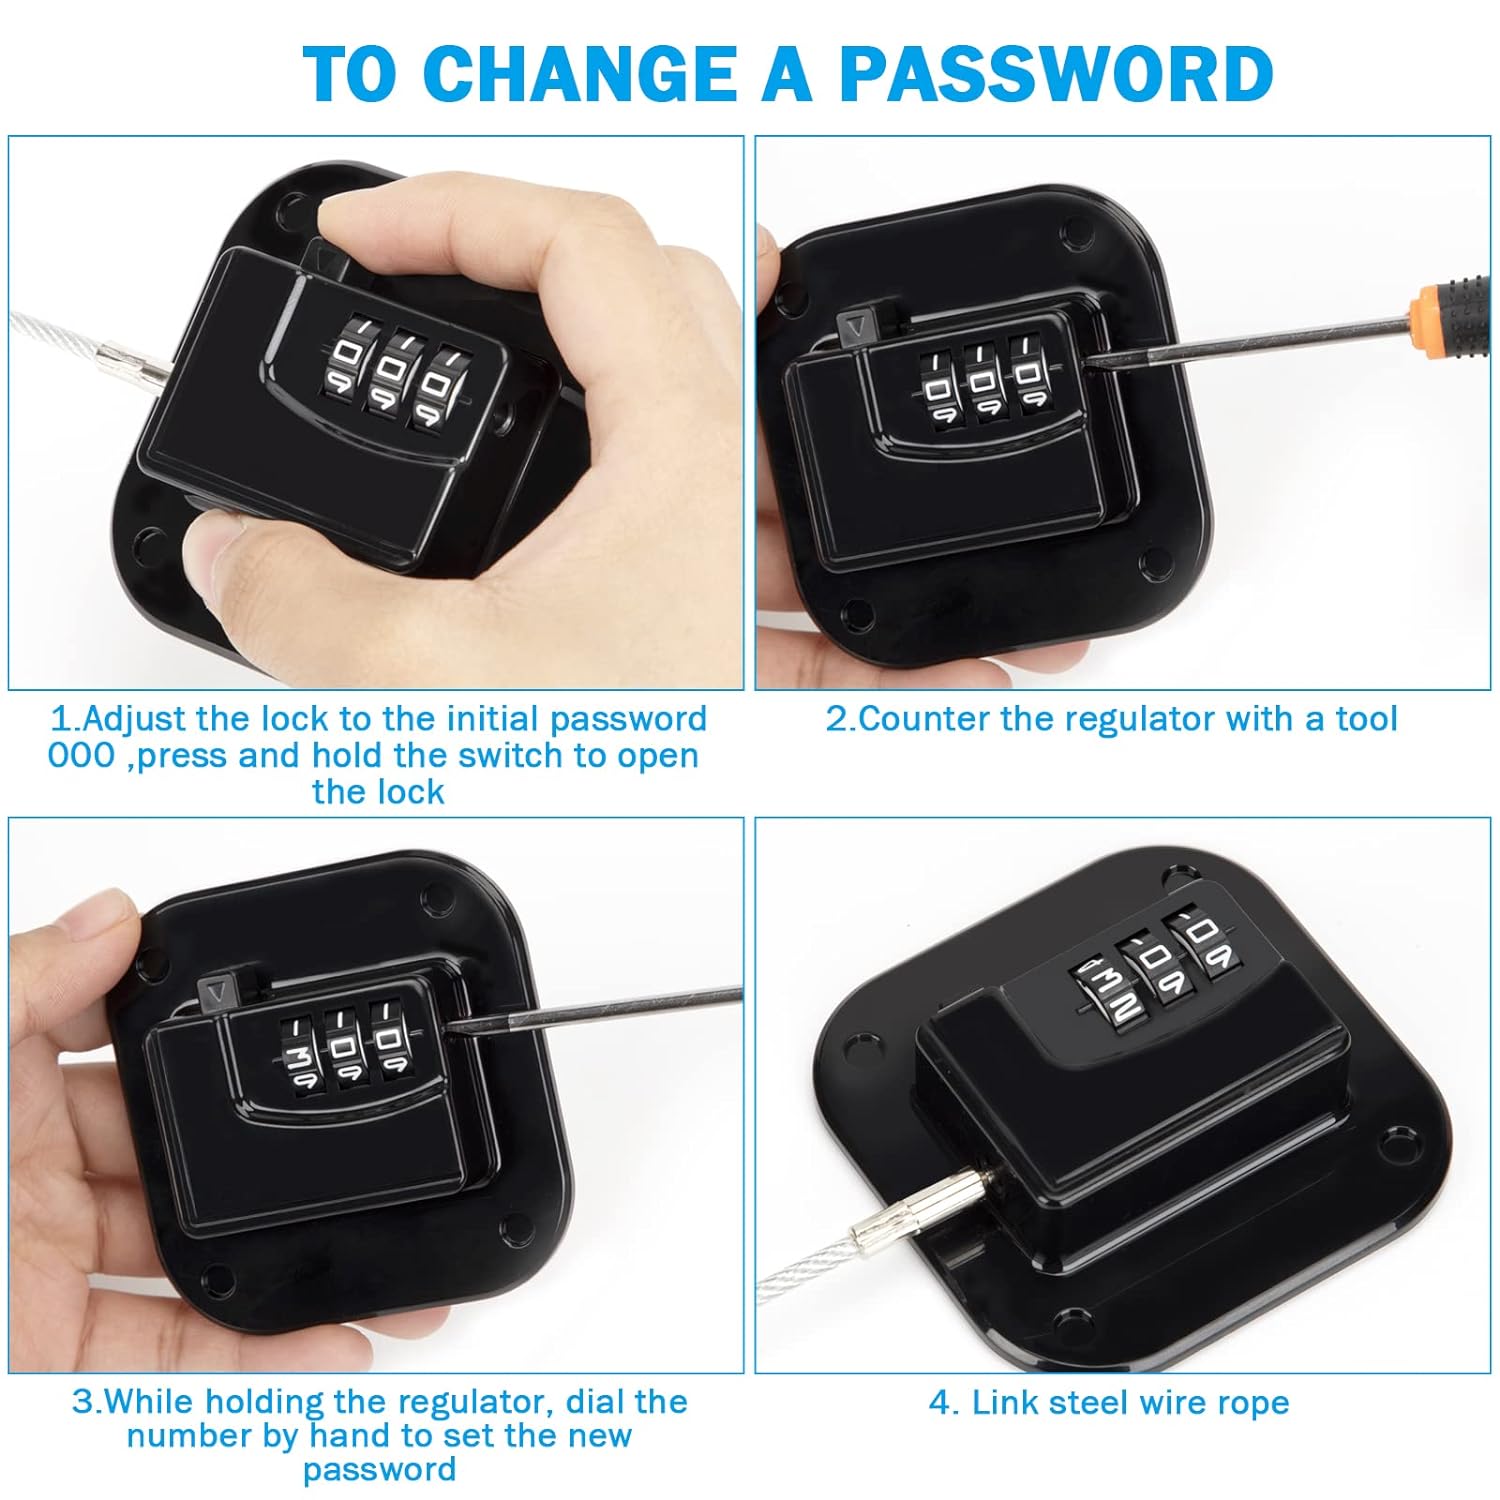 TO CHANGE A PASSWORD
1.Adjust the lock to the initial password
000 ,press and hold the switch to open
the lock
2.Counter the regulator with a tool
3.While holding the regulator, dial the
number by hand to set the new
password
4. Link steel wire rope